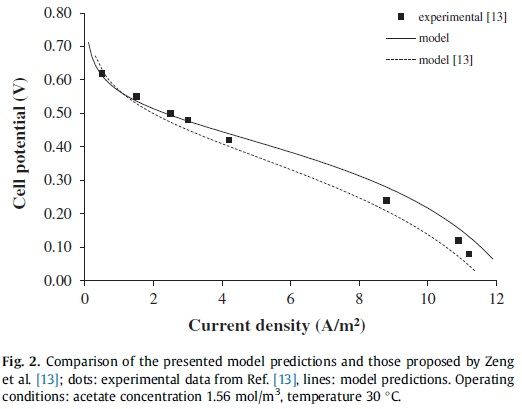 0.80
0.70
0.60
0.50
0.40
0.30
0.20
0.10
0.00
Cell potential (V)
experimental [13]
model
model [13]
0 2 4 6 8 10 12
Current density (A/m²)
Fig. 2. Comparison of the presented model predictions and those proposed by Zeng
et al. [13]; dots: experimental data from Ref. [13], lines: model predictions. Operating
conditions: acetate concentration 1.56 mol/m³, temperature 30 °C.